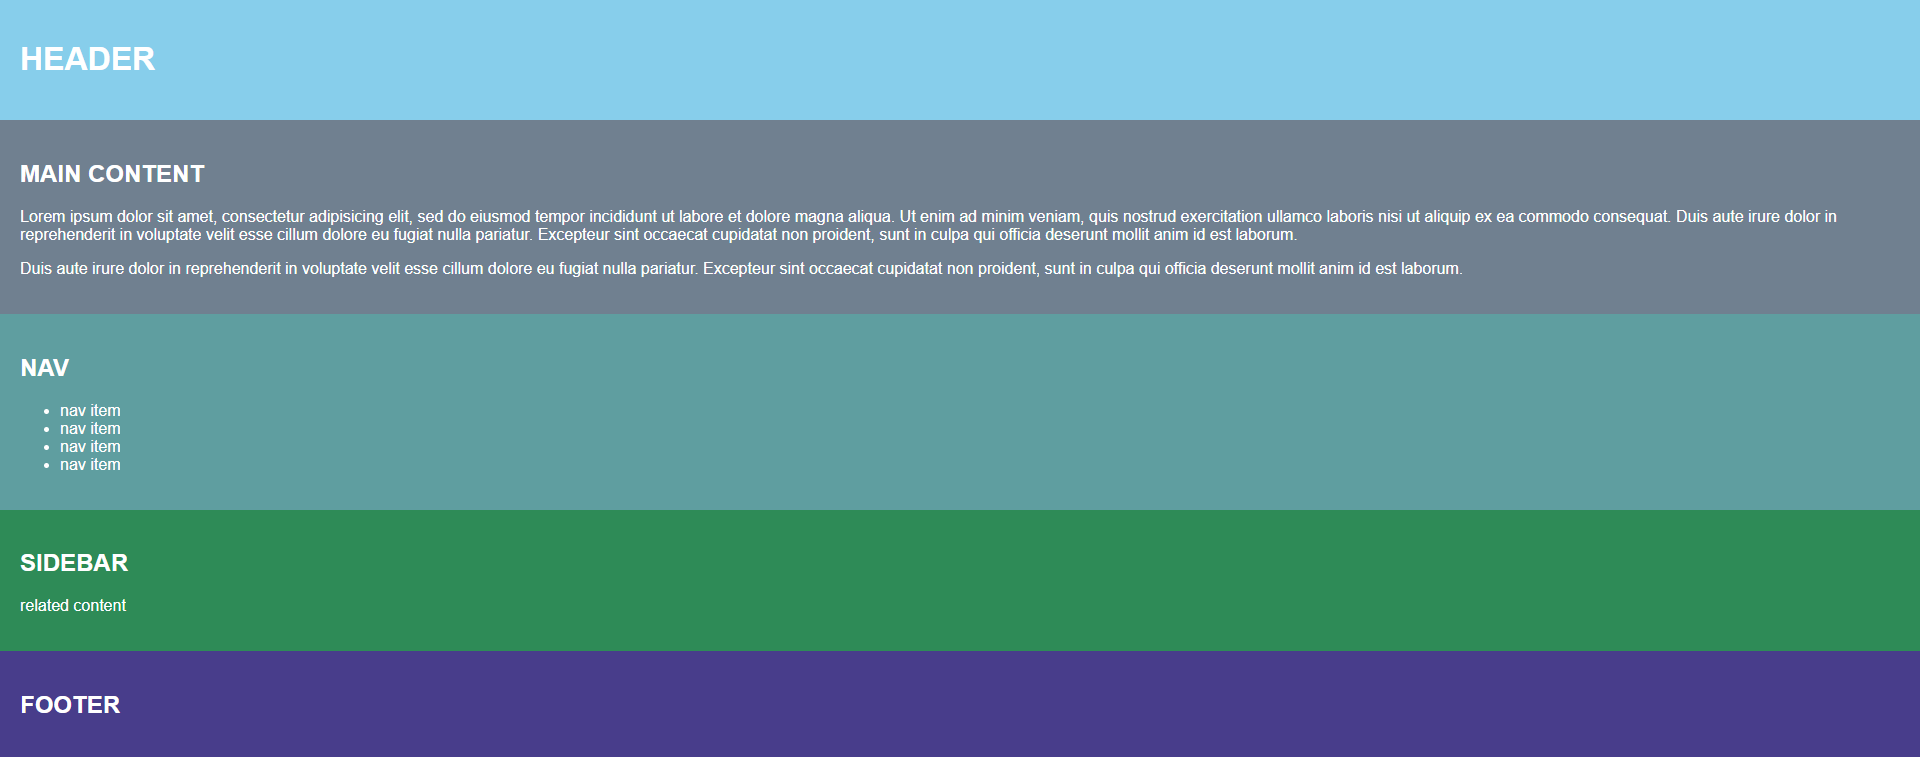 HEADER
MAIN CONTENT
Lorem ipsum dolor sit amet, consectetur adipisicing elit, sed do eiusmod tempor incididunt ut labore et dolore magna aliqua. Ut enim ad minim veniam, quis nostrud exercitation ullamco laboris nisi ut aliquip ex ea commodo consequat. Duis aute irure dolor in
reprehenderit in voluptate velit esse cillum dolore eu fugiat nulla pariatur. Excepteur sint occaecat cupidatat non proident, sunt in culpa qui officia deserunt mollit anim id est laborum.
Duis aute irure dolor in reprehenderit in voluptate velit esse cillum dolore eu fugiat nulla pariatur. Excepteur sint occaecat cupidatat non proident, sunt in culpa qui officia deserunt mollit anim id est laborum.
NAV
• nav item
• nav item
• nav item
• nav item
SIDEBAR
related content
FOOTER